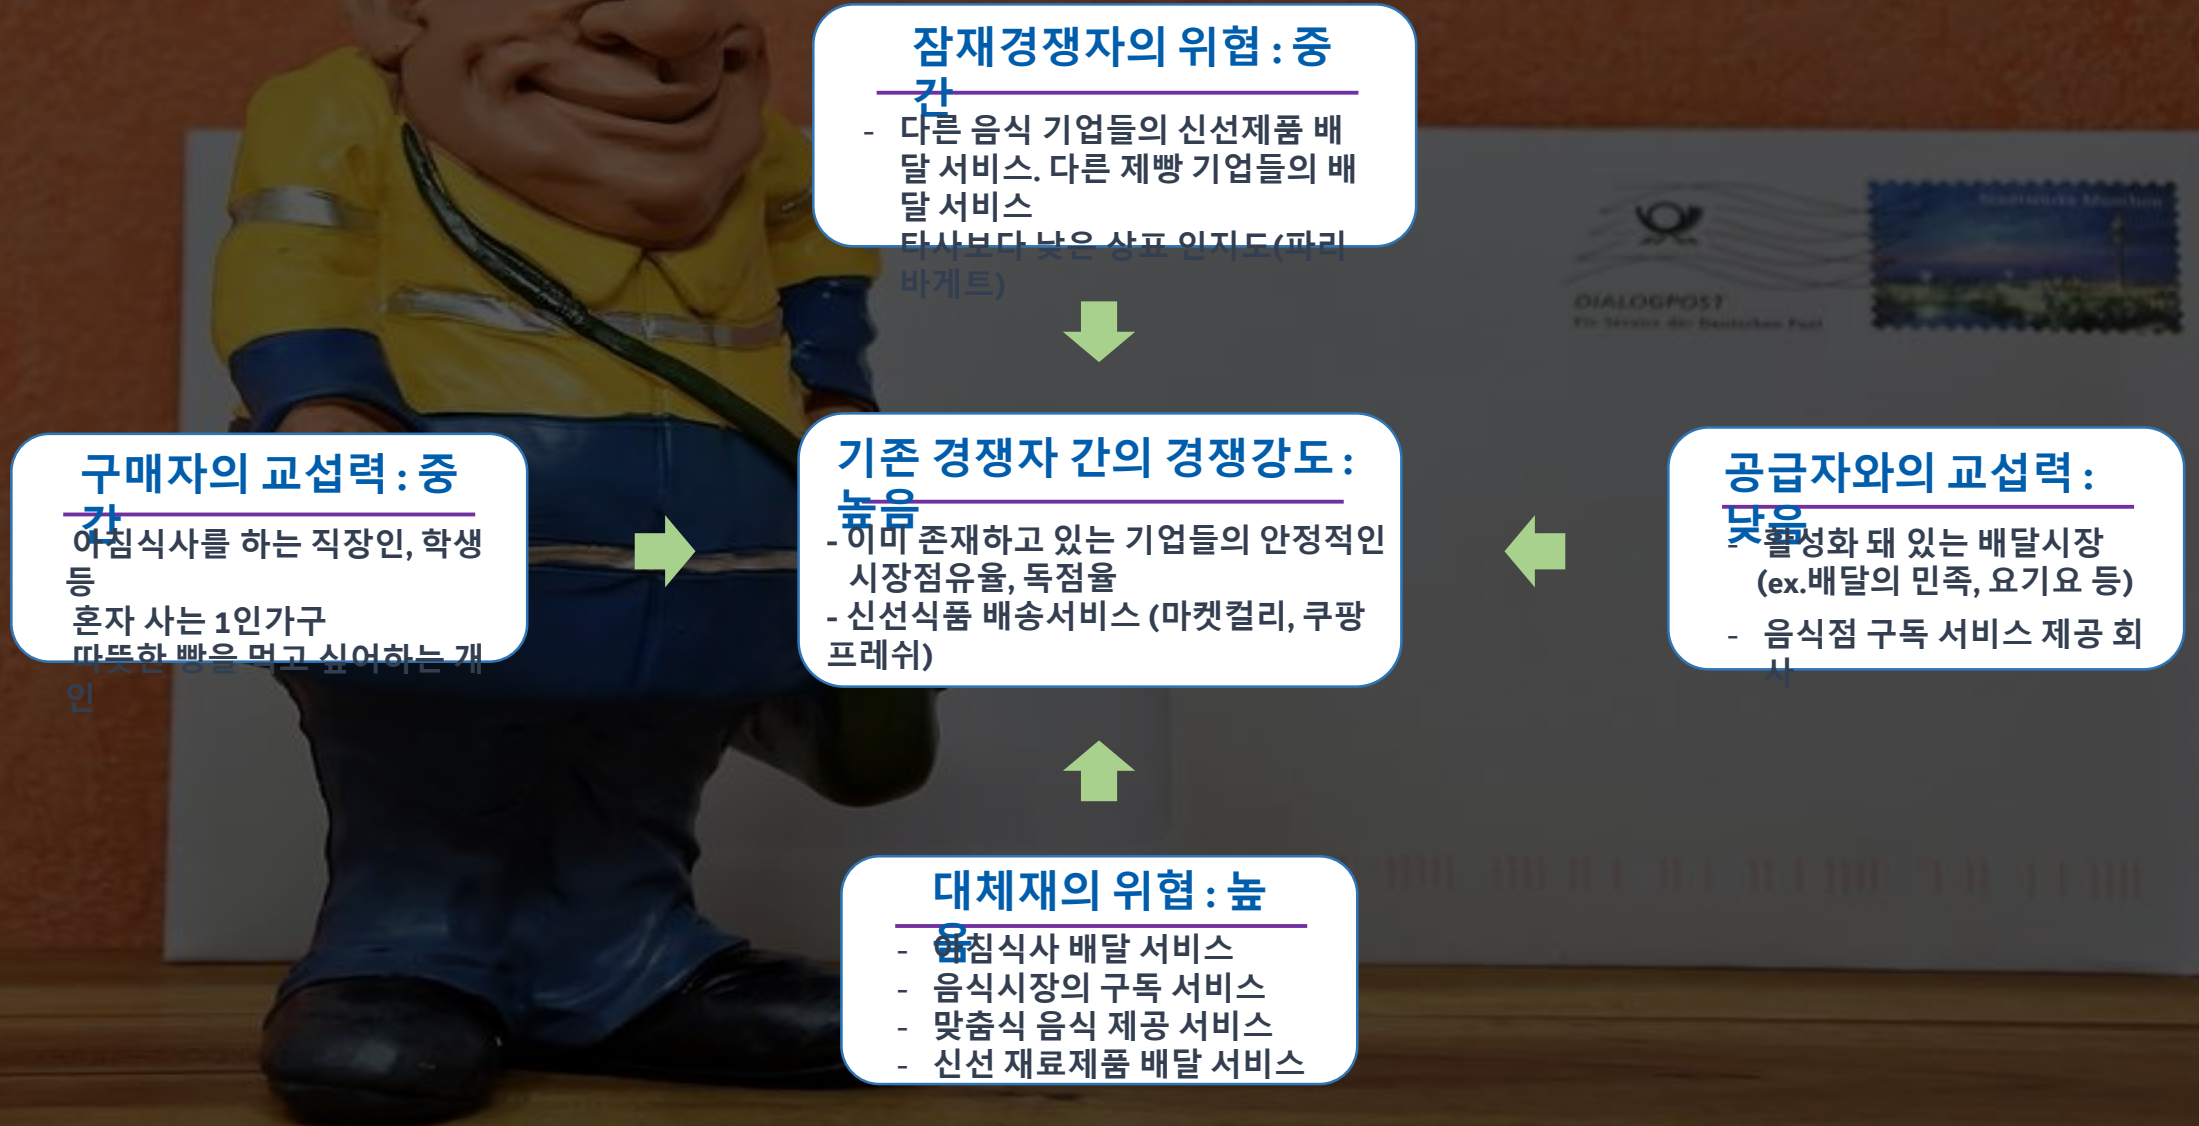 잠재경쟁자의 위협 : 중
간
- 다른 음식 기업들의 신선제품 배
달 서비스. 다른 제빵 기업들의 배
달 서비스
타사보다 낮은 상표 인지도(파리
바게트)
DIALOGPOST
Ein Service der Deutschen Post
구매자의 교섭력 : 중
간
아침식사를 하는 직장인, 학생
등
혼자 사는 1인가구
따뜻한 빵을 먹고 싶어하는 개
인
기존 경쟁자 간의 경쟁강도 :
높음
- 이미 존재하고 있는 기업들의 안정적인
시장점유율, 독점율
- 신선식품 배송서비스 (마켓컬리, 쿠팡
프레쉬)
공급자와의 교섭력 :
낮음
- 활성화 돼 있는 배달시장
(ex.배달의 민족, 요기요 등)
- 음식점 구독 서비스 제공 회
사
대체재의 위협 : 높
음
- 아침식사 배달 서비스
- 음식시장의 구독 서비스
- 맞춤식 음식 제공 서비스
- 신선 재료제품 배달 서비스